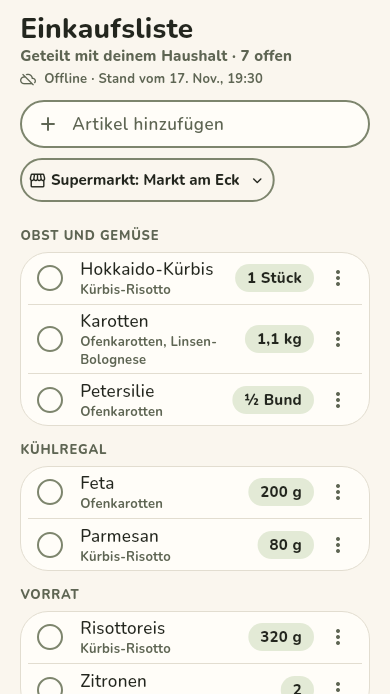 Einkaufsliste
Geteilt mit deinem Haushalt · 7 offen
Offline · Stand vom 17. Nov., 19:30
Artikel hinzufügen
Supermarkt: Markt am Eck
OBST UND GEMÜSE
Hokkaido-Kürbis
Kürbis-Risotto
1 Stück
Karotten
Ofenkarotten, Linsen-
Bolognese
1,1 kg
Petersilie
Ofenkarotten
½ Bund
KÜHLREGAL
Feta
Ofenkarotten
200 g
Parmesan
Kürbis-Risotto
80 g
VORRAT
Risottoreis
Kürbis-Risotto
320 g
Zitronen
2